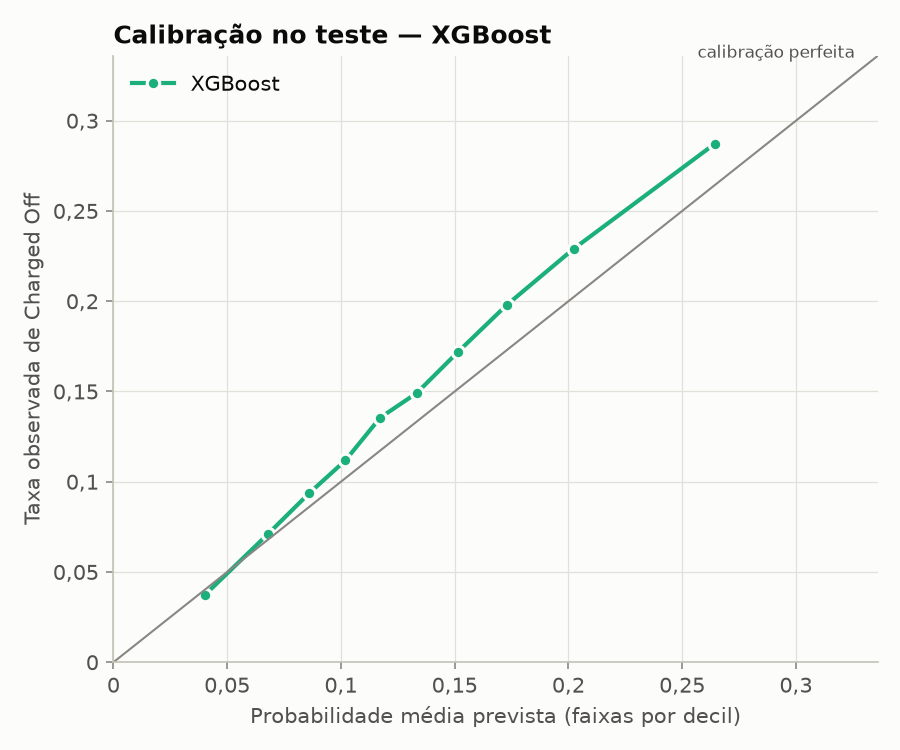 Calibração no teste — XGBoost
calibração perfeita
XGBoost
Taxa observada de Charged Off
0,3
0,25
0,2
0,15
0,1
0,05
0
0
0,05
0,1
0,15
0,2
0,25
0,3
Probabilidade média prevista (faixas por decil)